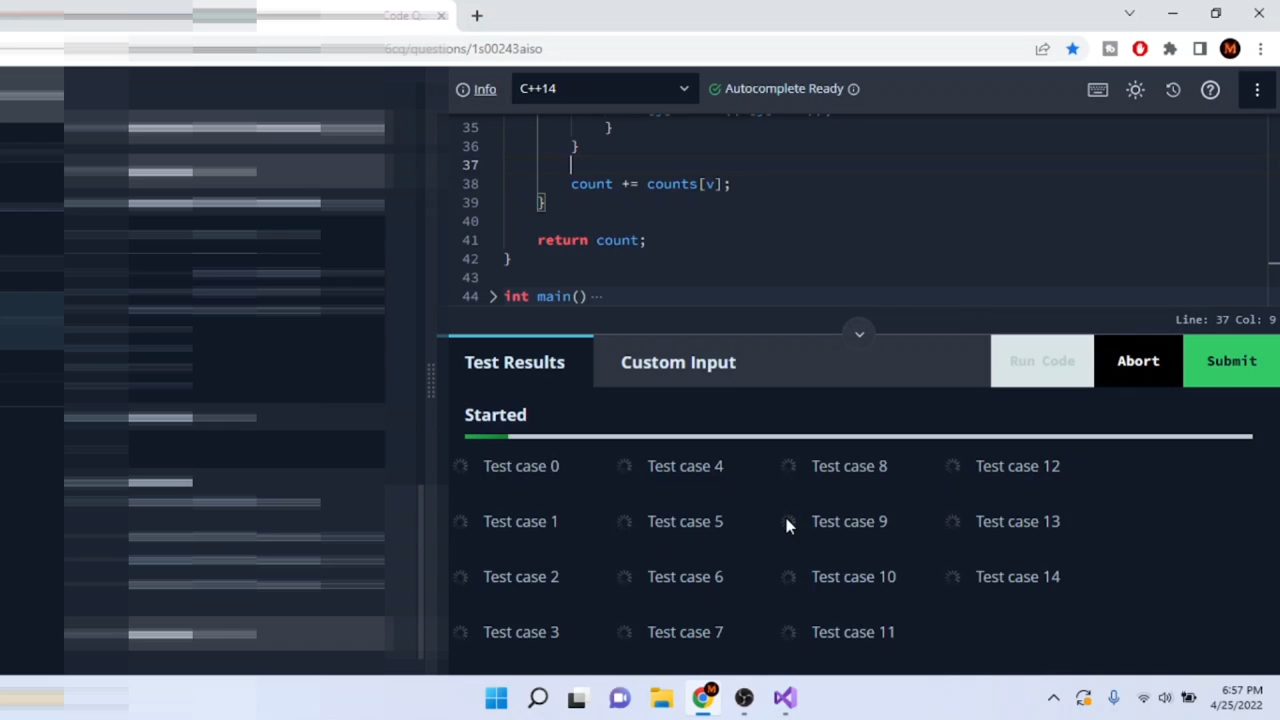 Code Q
6cq/questions/1s00243aiso
M
Info
C++14
Autocomplete Ready
35 }
36 }
37
38 count += counts[v];
39 }
40
41 return count;
42 }
43
44 int main() ...
Line: 37 Col: 9
Test Results
Custom Input
Run Code
Abort
Submit
Started
Test case 0
Test case 4
Test case 8
Test case 12
Test case 1
Test case 5
Test case 9
Test case 13
Test case 2
Test case 6
Test case 10
Test case 14
Test case 3
Test case 7
Test case 11
M
6:57 PM
4/25/2022